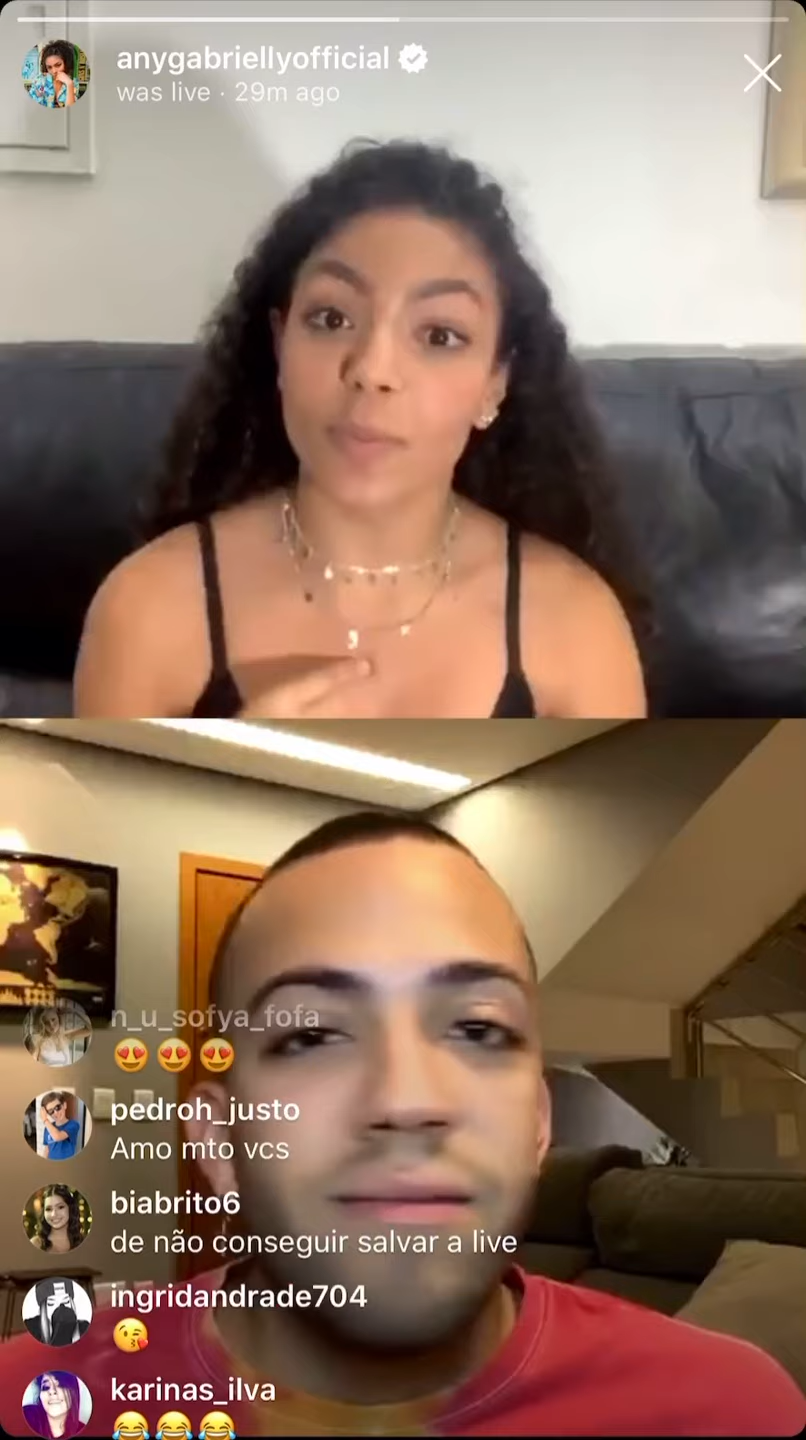 anygabriellyofficial
was live · 29m ago
n_u_sofya_fofa
😍😍😍
pedroh_justo
Amo mto vcs
biabrito6
de não conseguir salvar a live
ingridandrade704
😘
karinas_ilva
😂😂😂